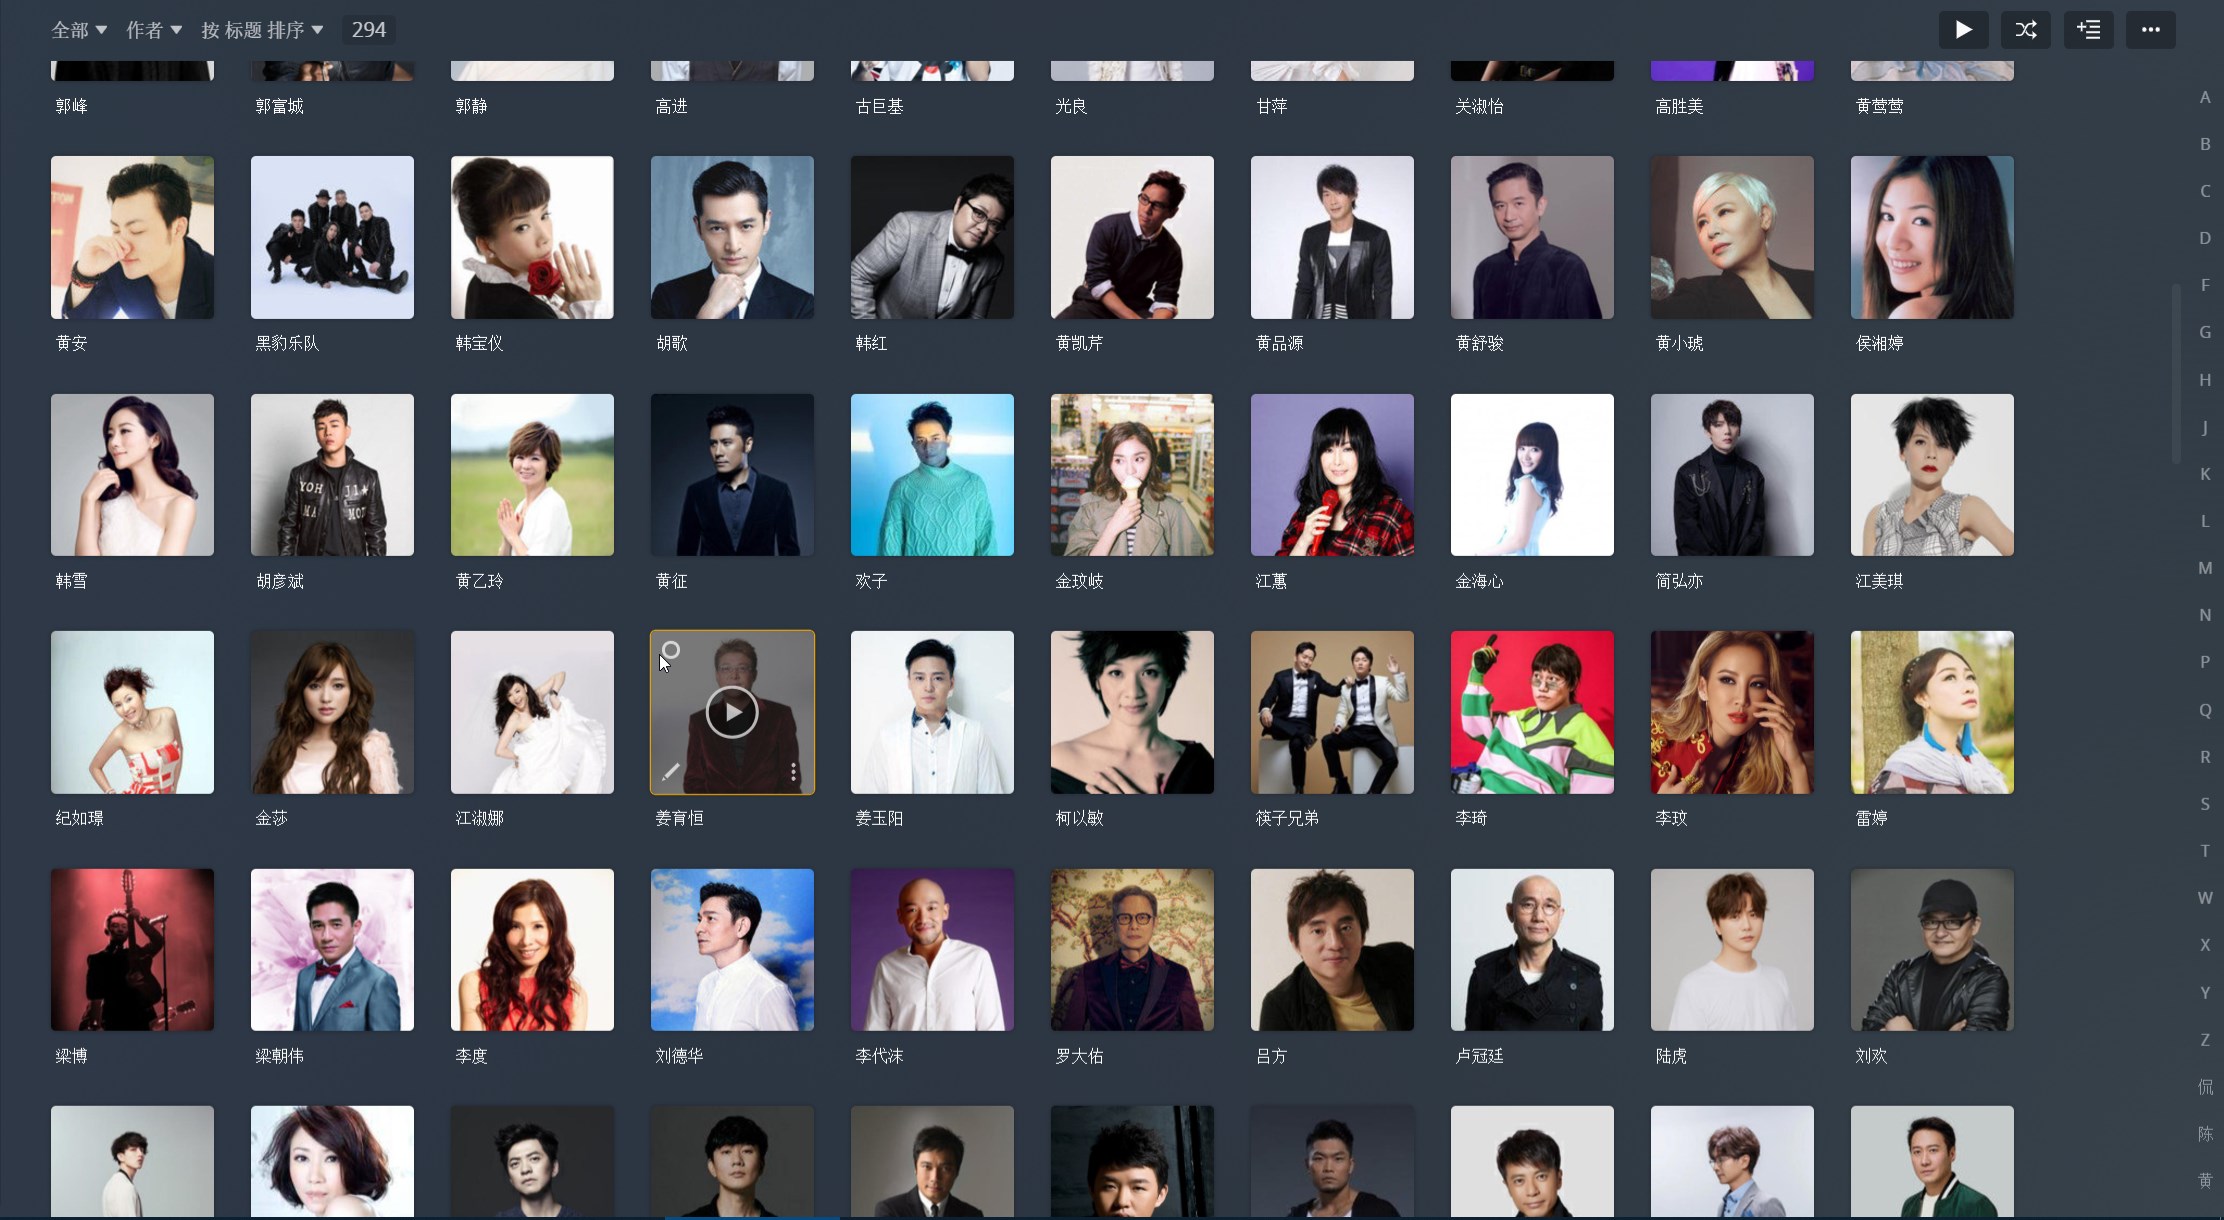 全部 作者 按 标题 排序 294
郭峰 郭富城 郭静 高进 古巨基 光良 甘萍 关淑怡 高胜美 黄莺莺
黄安 黑豹乐队 韩宝仪 胡歌 韩红 黄凯芹 黄品源 黄舒骏 黄小琥 侯湘婷
YOH JI★
MA MOT
韩雪 胡彦斌 黄乙玲 黄征 欢子 金玟岐 江蕙 金海心 简弘亦 江美琪
纪如璟 金莎 江淑娜 姜育恒 姜玉阳 柯以敏 筷子兄弟 李琦 李玟 雷婷
梁博 梁朝伟 李度 刘德华 李代沫 罗大佑 吕方 卢冠廷 陆虎 刘欢
A
B
C
D
F
G
H
J
K
L
M
N
P
Q
R
S
T
W
X
Y
Z
侃
陈
黄